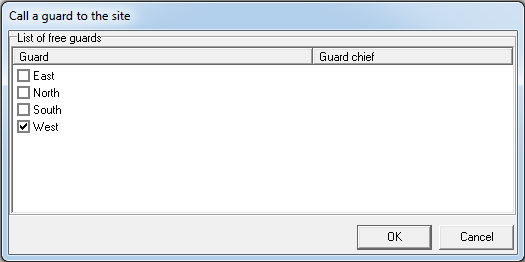 Call a guard to the site
List of free guards
Guard Guard chief
East
North
South
West
OK Cancel